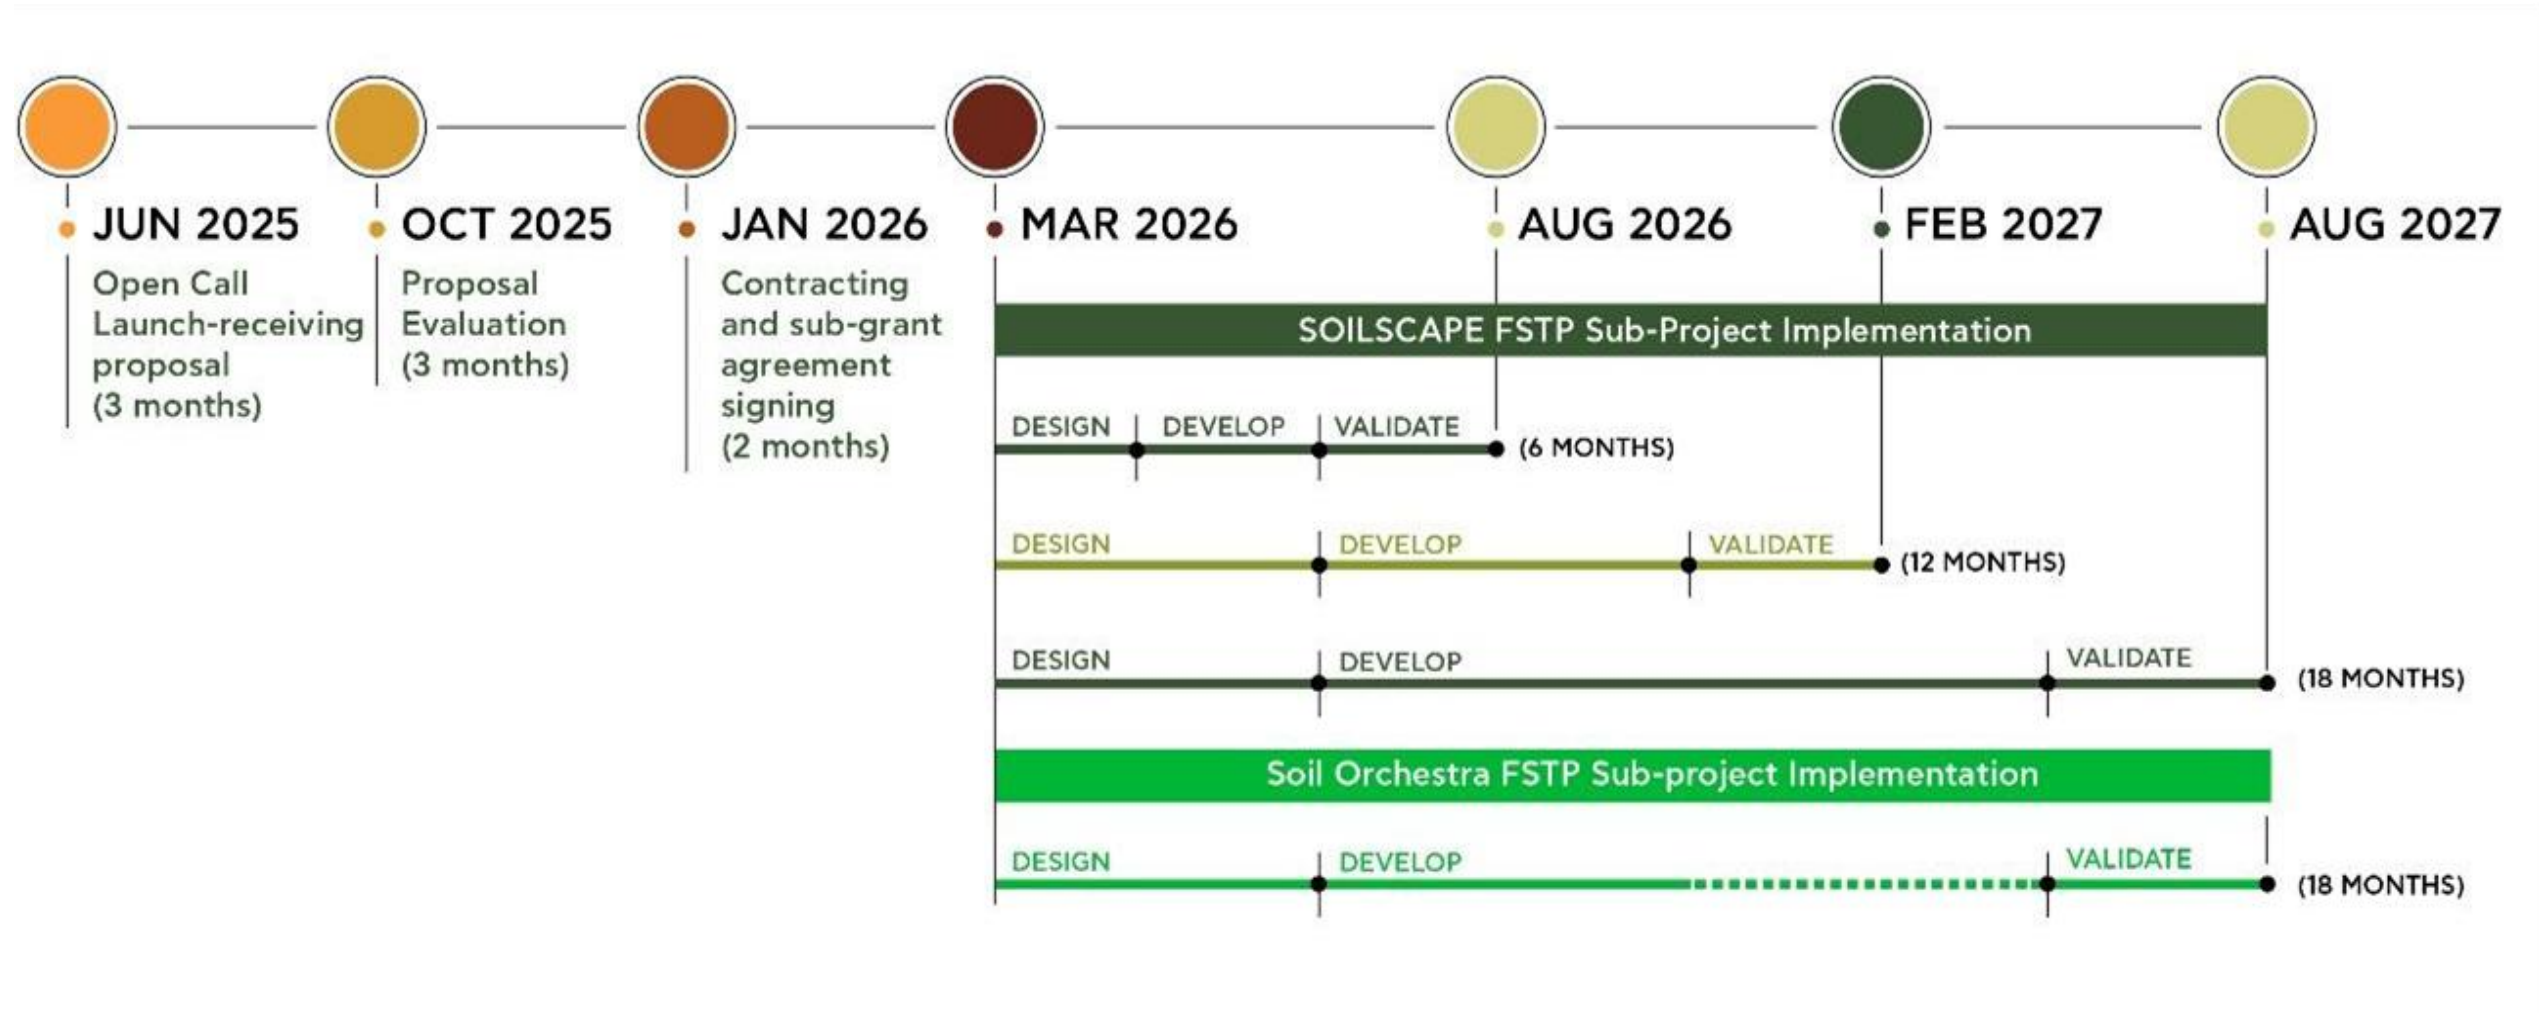 JUN 2025
Open Call
Launch-receiving
proposal
(3 months)
OCT 2025
Proposal
Evaluation
(3 months)
JAN 2026
Contracting
and sub-grant
agreement
signing
(2 months)
MAR 2026
AUG 2026
FEB 2027
AUG 2027
SOILSCAPE FSTP Sub-Project Implementation
DESIGN DEVELOP VALIDATE (6 MONTHS)
DESIGN DEVELOP VALIDATE (12 MONTHS)
DESIGN DEVELOP VALIDATE (18 MONTHS)
Soil Orchestra FSTP Sub-project Implementation
DESIGN DEVELOP VALIDATE (18 MONTHS)